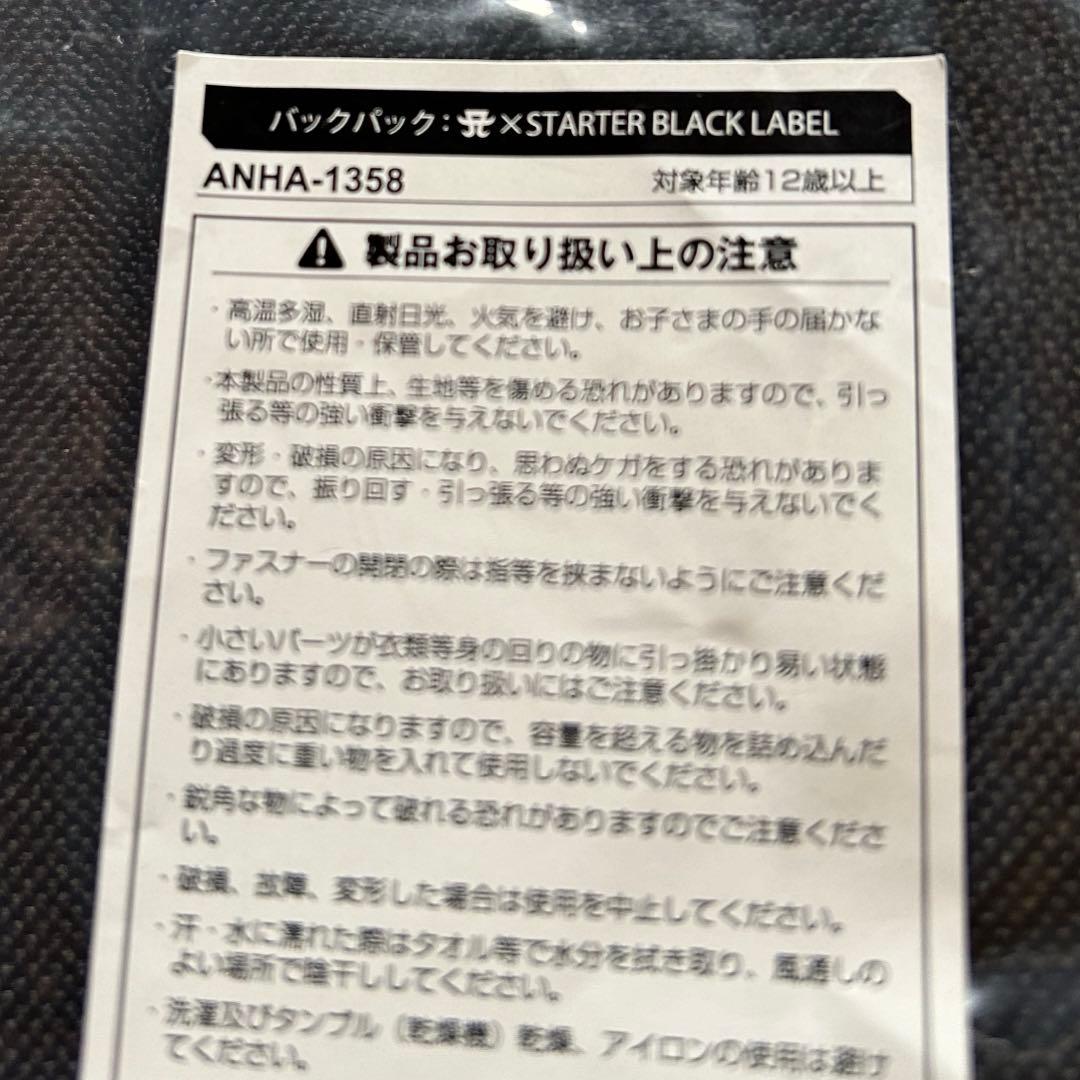 バックパック：A×STARTER BLACK LABEL
ANHA-1358
対象年齢12歳以上
製品お取り扱い上の注意
・高温多湿、直射日光、火気を避け、お子さまの手の届かな
い所で使用・保管してください。
・本製品の性質上、生地等を傷める恐れがありますので、引っ
張る等の強い衝撃を与えないでください。
・変形・破損の原因になり、思わぬケガをする恐れがありま
すので、振り回す・引っ張る等の強い衝撃を与えないでく
ださい。
・ファスナーの開閉の際は指等を挟まないようにご注意くだ
さい。
・小さいパーツが衣類等身の回りの物に引っ掛かり易い状態
にありますので、お取り扱いにはご注意ください。
・破損の原因になりますので、容量を超える物を詰め込んだ
り過度に重い物を入れて使用しないでください。
・鋭角な物によって破れる恐れがありますのでご注意くださ
い。
・破損、故障、変形した場合は使用を中止してください。
・汗・水に濡れた際はタオル等で水分を拭き取り、風通しの
よい場所で陰干ししてください。
・洗濯及びタンブル（乾燥機）乾燥、アイロンの使用は避け
てください。